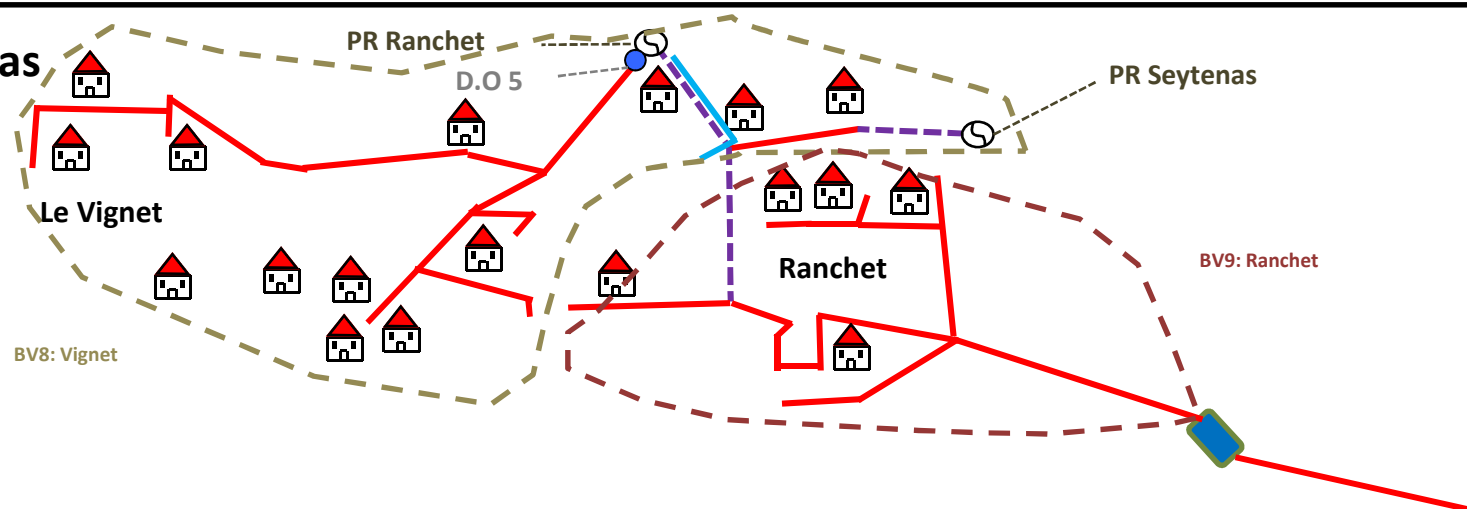 as
PR Ranchet
D.O 5
PR Seytenas
Le Vignet
Ranchet
BV9: Ranchet
BV8: Vignet